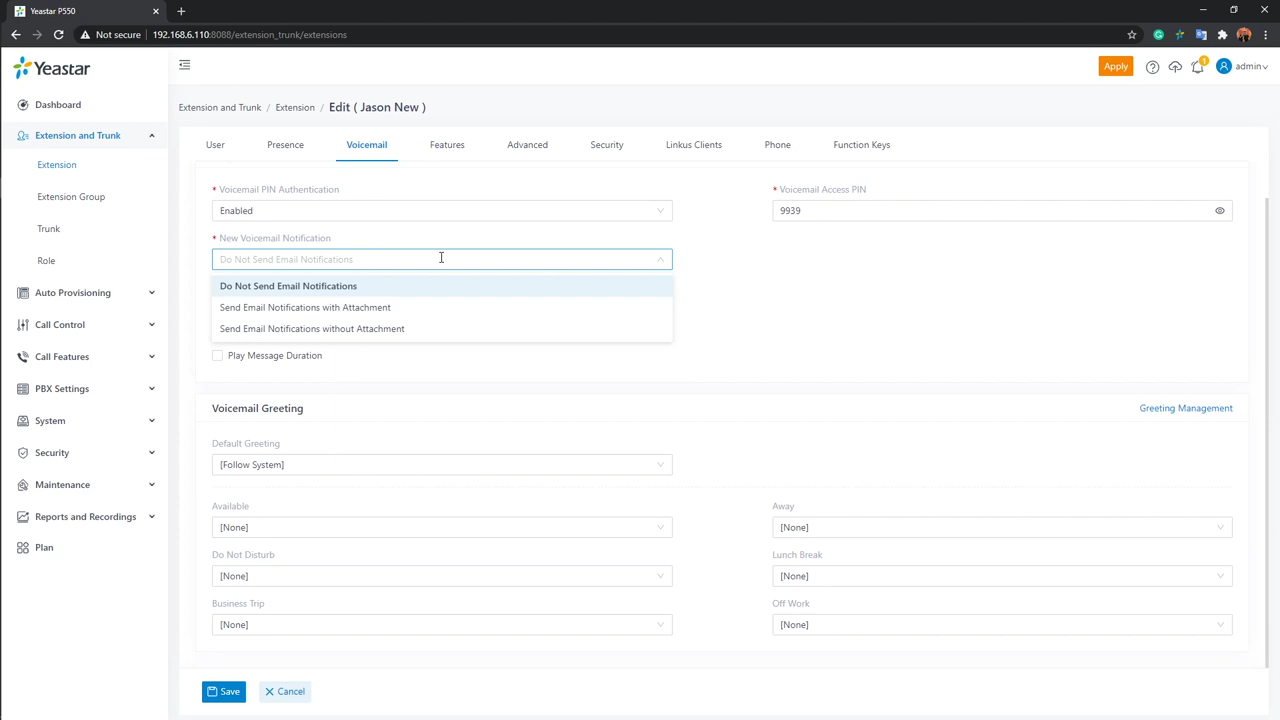 Yeastar P550
Not secure
192.168.6.110:8088/extension_trunk/extensions
Yeastar
Apply
1
admin
Dashboard
Extension and Trunk
Extension
Extension Group
Trunk
Role
Auto Provisioning
Call Control
Call Features
PBX Settings
System
Security
Maintenance
Reports and Recordings
Plan
Extension and Trunk / Extension / Edit ( Jason New )
User Presence Voicemail Features Advanced Security Linkus Clients Phone Function Keys
* Voicemail PIN Authentication
Enabled
* Voicemail Access PIN
9939
* New Voicemail Notification
Do Not Send Email Notifications
Do Not Send Email Notifications
Send Email Notifications with Attachment
Send Email Notifications without Attachment
Play Message Duration
Voicemail Greeting
Greeting Management
Default Greeting
[Follow System]
Available
[None]
Away
[None]
Do Not Disturb
[None]
Lunch Break
[None]
Business Trip
[None]
Off Work
[None]
Save
Cancel